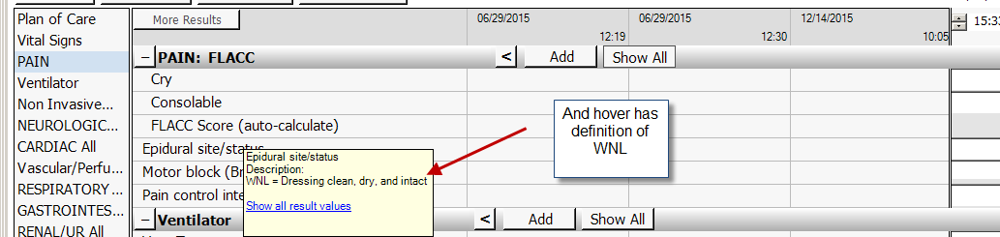 Plan of Care
Vital Signs
PAIN
Ventilator
Non Invasive...
NEUROLOGIC...
CARDIAC All
Vascular/Perfu...
RESPIRATORY ...
GASTROINTES...
RENAL/UR All
More Results
06/29/2015 06/29/2015 12/14/2015
12:19 12:30 10:05
PAIN: FLACC < Add Show All
Cry
Consolable
FLACC Score (auto-calculate)
Epidural site/status
Motor block (Br
Pain control inte
Epidural site/status
Description:
WNL = Dressing clean, dry, and intact
Show all result values
Ventilator < Add Show All
And hover has
definition of
WNL